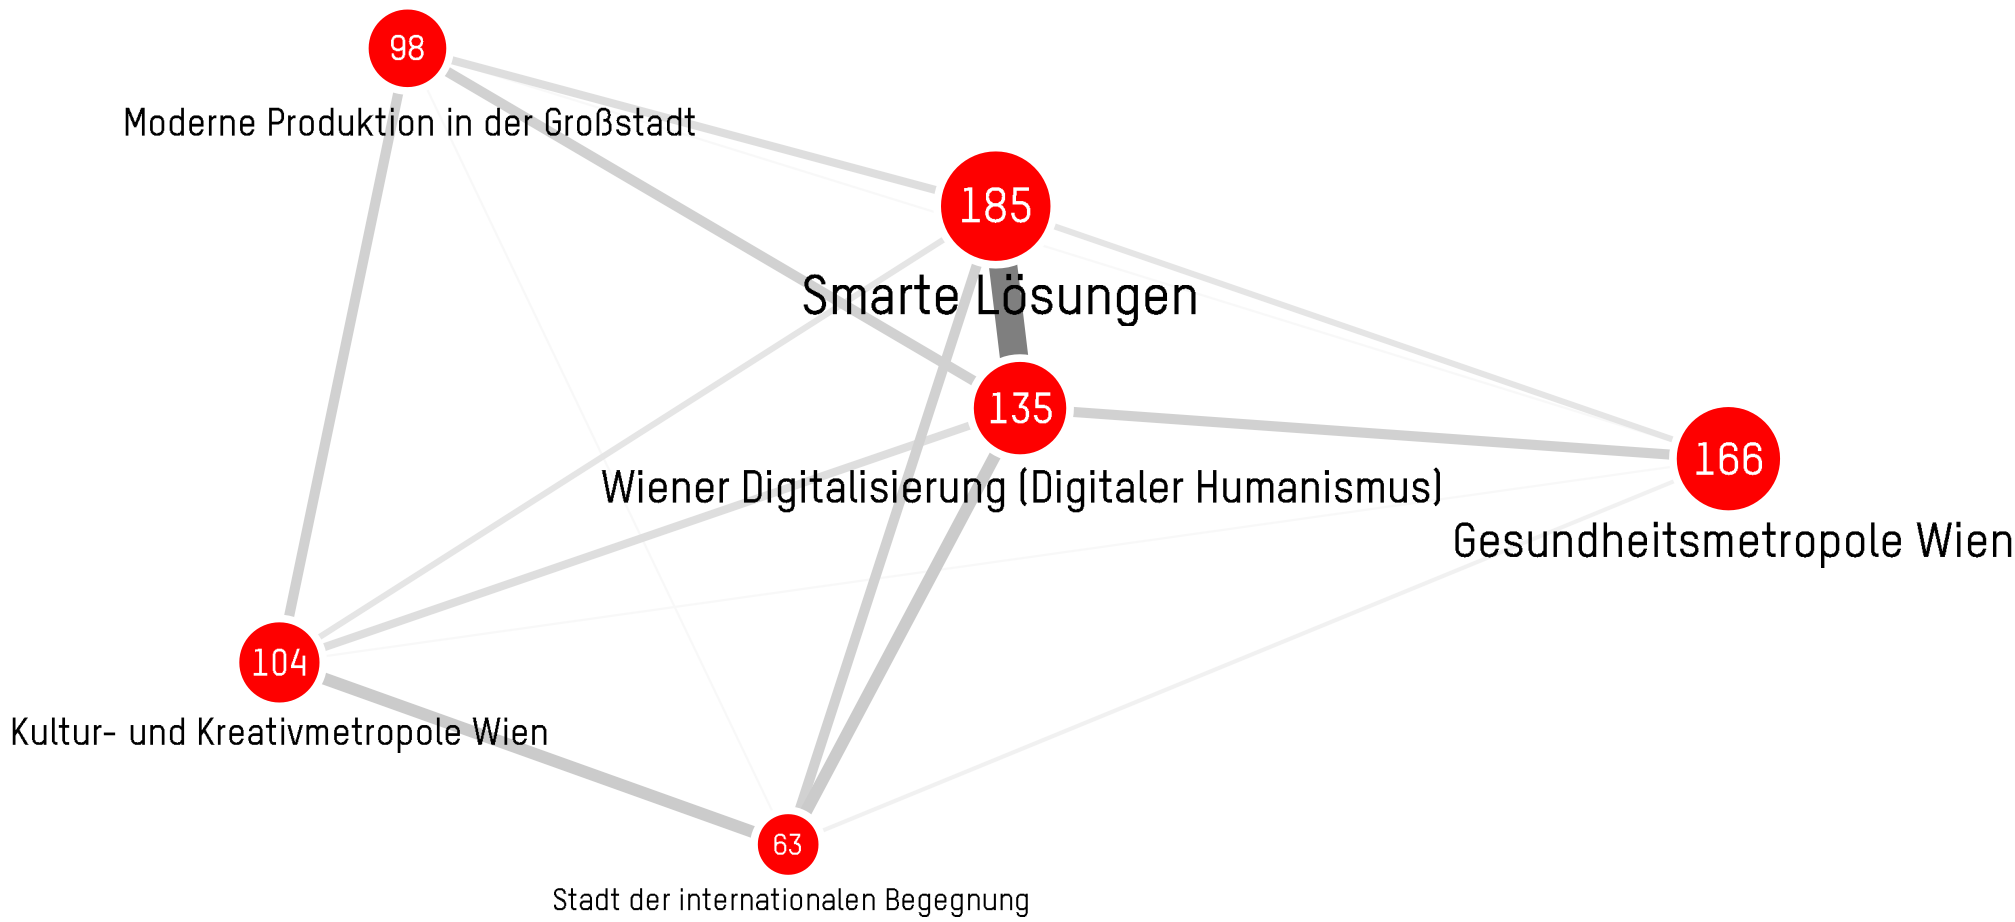 98
Moderne Produktion in der Großstadt
185
Smarte Lösungen
135
Wiener Digitalisierung (Digitaler Humanismus)
166
Gesundheitsmetropole Wien
104
Kultur- und Kreativmetropole Wien
63
Stadt der internationalen Begegnung